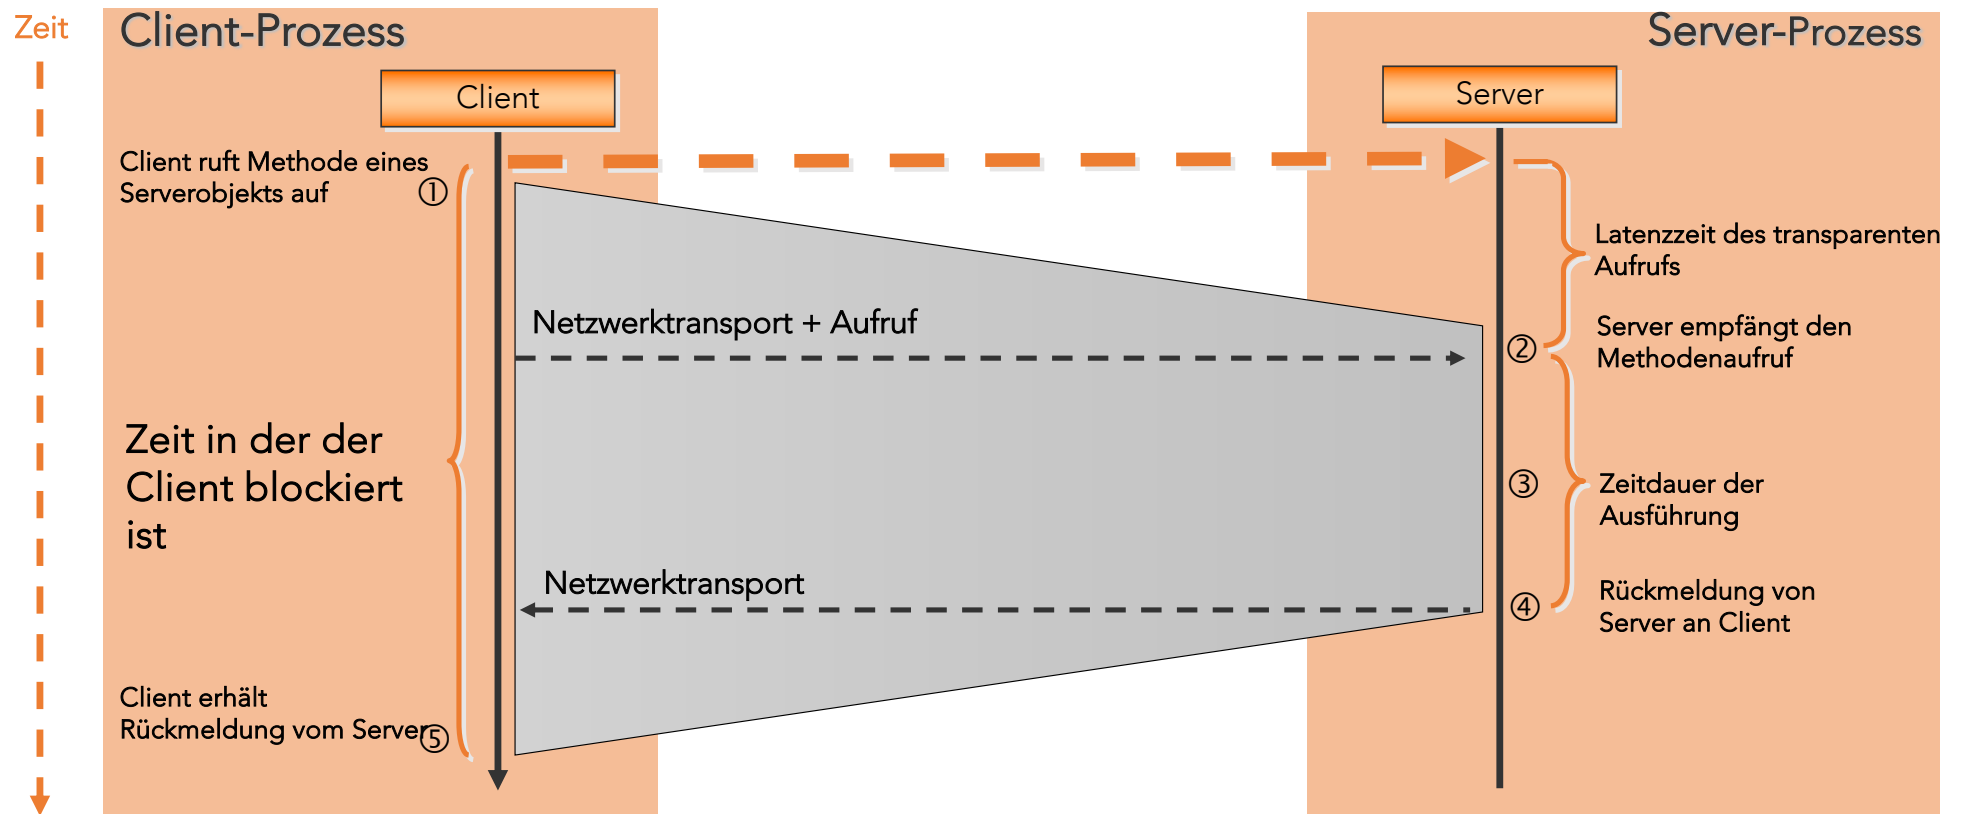 Zeit
Client-Prozess
Server-Prozess
Client
Server
Client ruft Methode eines
Serverobjekts auf
①
Latenzzeit des transparenten
Aufrufs
Netzwerktransport + Aufruf
②
Server empfängt den
Methodenaufruf
Zeit in der der
Client blockiert
ist
③
Zeitdauer der
Ausführung
Netzwerktransport
④
Rückmeldung von
Server an Client
Client erhält
Rückmeldung vom Server
⑤